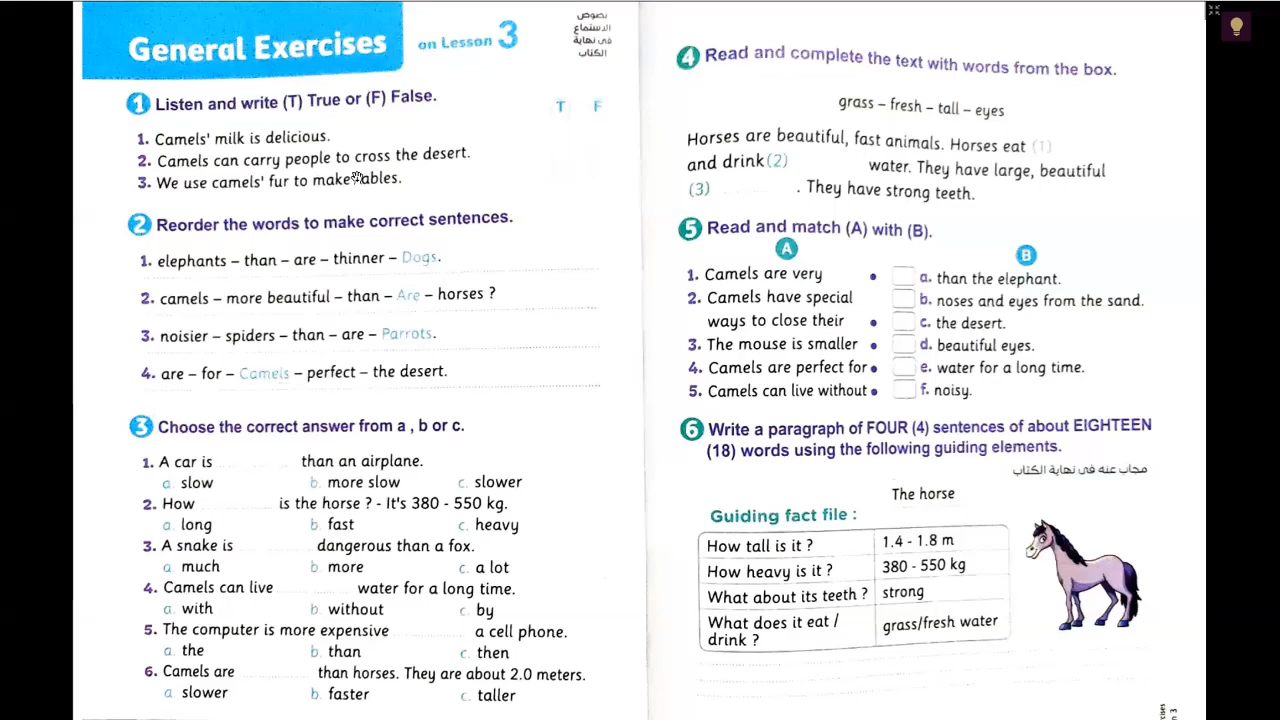 General Exercises on Lesson 3
نصوص
الاستماع
فى نهاية
الكتاب
1 Listen and write (T) True or (F) False.
T F
1. Camels' milk is delicious.
2. Camels can carry people to cross the desert.
3. We use camels' fur to make tables.
2 Reorder the words to make correct sentences.
1. elephants – than – are – thinner – Dogs.
2. camels – more beautiful – than – Are – horses ?
3. noisier – spiders – than – are – Parrots.
4. are – for – Camels – perfect – the desert.
3 Choose the correct answer from a , b or c.
1. A car is than an airplane.
a. slow b. more slow c. slower
2. How is the horse ? - It's 380 - 550 kg.
a. long b. fast c. heavy
3. A snake is dangerous than a fox.
a. much b. more c. a lot
4. Camels can live water for a long time.
a. with b. without c. by
5. The computer is more expensive a cell phone.
a. the b. than c. then
6. Camels are than horses. They are about 2.0 meters.
a. slower b. faster c. taller
4 Read and complete the text with words from the box.
grass – fresh – tall – eyes
Horses are beautiful, fast animals. Horses eat (1)
and drink (2) water. They have large, beautiful
(3) . They have strong teeth.
5 Read and match (A) with (B).
A B
1. Camels are very a. than the elephant.
2. Camels have special b. noses and eyes from the sand.
ways to close their c. the desert.
3. The mouse is smaller d. beautiful eyes.
4. Camels are perfect for e. water for a long time.
5. Camels can live without f. noisy.
6 Write a paragraph of FOUR (4) sentences of about EIGHTEEN
(18) words using the following guiding elements.
مجاب عنه فى نهاية الكتاب
The horse
Guiding fact file :
How tall is it ? 1.4 - 1.8 m
How heavy is it ? 380 - 550 kg
What about its teeth ? strong
What does it eat / drink ? grass/fresh water